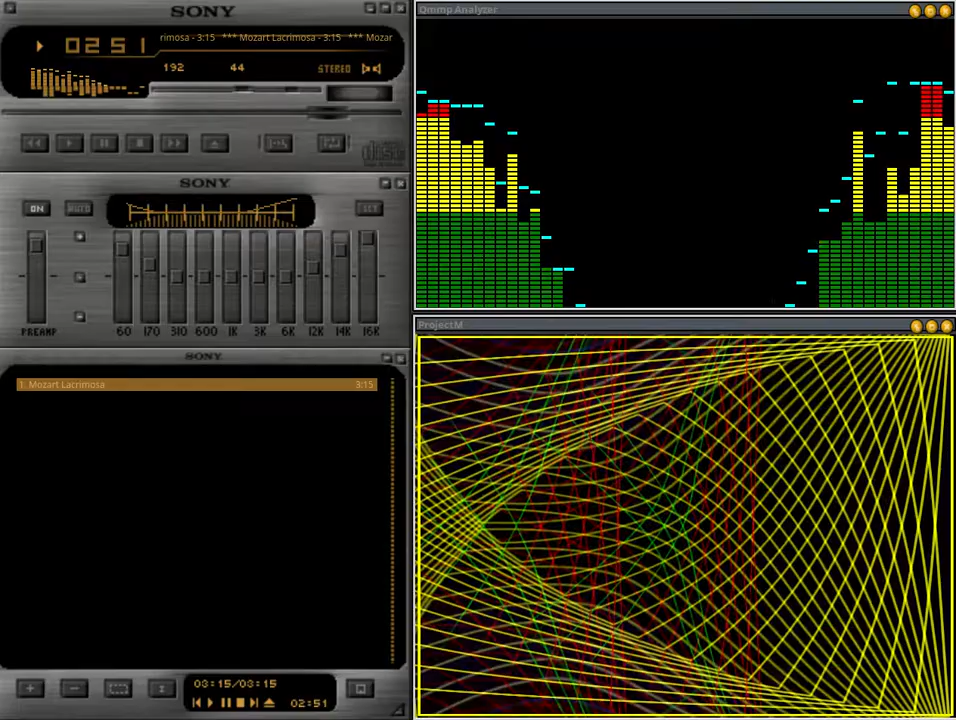 SONY
02 51
rimosa - 3:15 *** Mozart Lacrimosa - 3:15 *** Mozar
192 44 STEREO
SONY
ON AUTO
PREAMP 60 170 310 600 1K 3K 6K 12K 14K 16K
SONY
1. Mozart Lacrimosa 3:15
03:15/03:15
02:51
Qmmp Analyzer
ProjectM